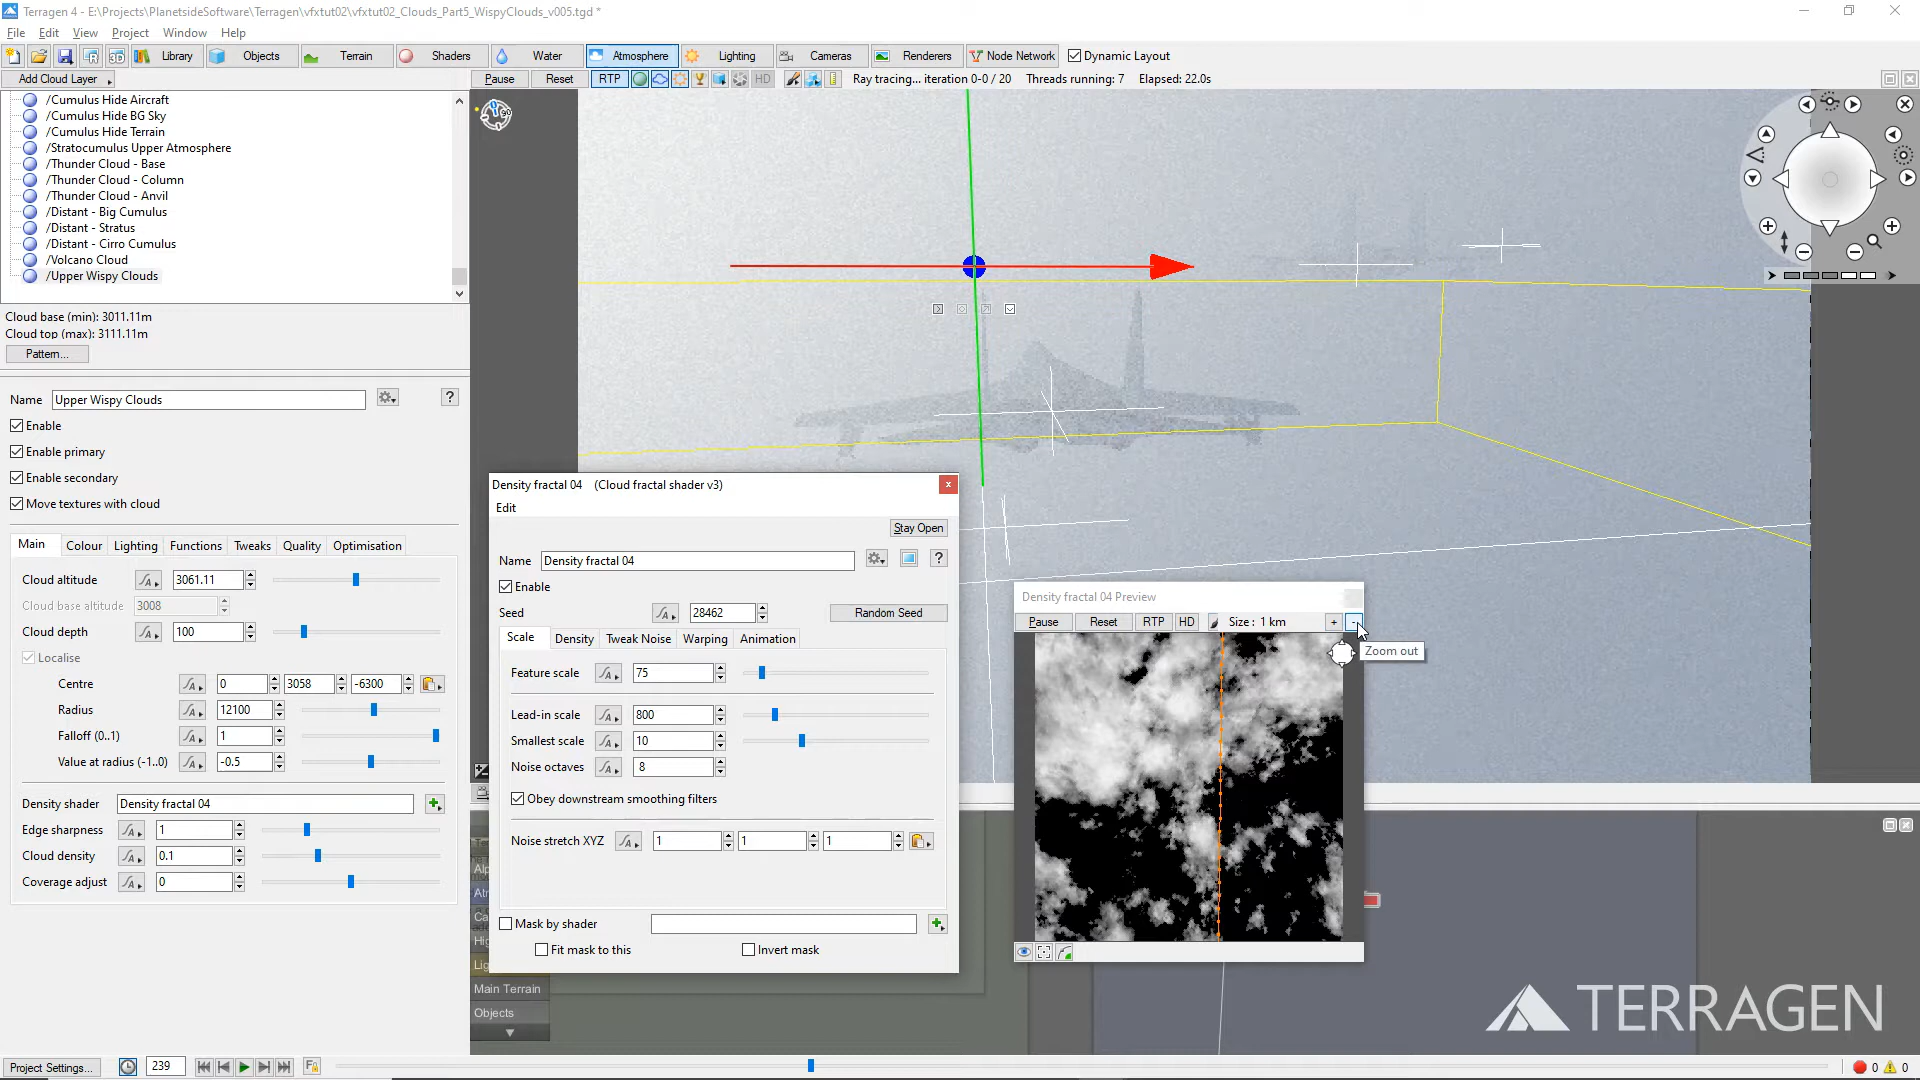 Terragen 4 - E:\Projects\PlanetsideSoftware\Terragen\vfxtut02\vfxtut02_Clouds_Part5_WispyClouds_v005.tgd *
File Edit View Project Window Help
Library Objects Terrain Shaders Water Atmosphere Lighting Cameras Renderers Node Network Dynamic Layout
Add Cloud Layer
Pause Reset RTP HD Ray tracing... iteration 0-0 / 20 Threads running: 7 Elapsed: 22.0s
/Cumulus Hide Aircraft
/Cumulus Hide BG Sky
/Cumulus Hide Terrain
/Stratocumulus Upper Atmosphere
/Thunder Cloud - Base
/Thunder Cloud - Column
/Thunder Cloud - Anvil
/Distant - Big Cumulus
/Distant - Stratus
/Distant - Cirro Cumulus
/Volcano Cloud
/Upper Wispy Clouds
Cloud base (min): 3011.11m
Cloud top (max): 3111.11m
Pattern...
Name Upper Wispy Clouds ?
Enable
Enable primary
Enable secondary
Move textures with cloud
Main Colour Lighting Functions Tweaks Quality Optimisation
Cloud altitude 3061.11
Cloud base altitude 3008
Cloud depth 100
Localise
Centre 0 3058 -6300
Radius 12100
Falloff (0..1) 1
Value at radius (-1..0) -0.5
Density shader Density fractal 04
Edge sharpness 1
Cloud density 0.1
Coverage adjust 0
Density fractal 04 (Cloud fractal shader v3)
Edit
Stay Open
Name Density fractal 04 ?
Enable
Seed 28462 Random Seed
Scale Density Tweak Noise Warping Animation
Feature scale 75
Lead-in scale 800
Smallest scale 10
Noise octaves 8
Obey downstream smoothing filters
Noise stretch XYZ 1 1 1
Mask by shader
Fit mask to this Invert mask
Density fractal 04 Preview
Pause Reset RTP HD Size: 1 km + -
Zoom out
Main Terrain
Objects
TERRAGEN
Project Settings... 239 0 0